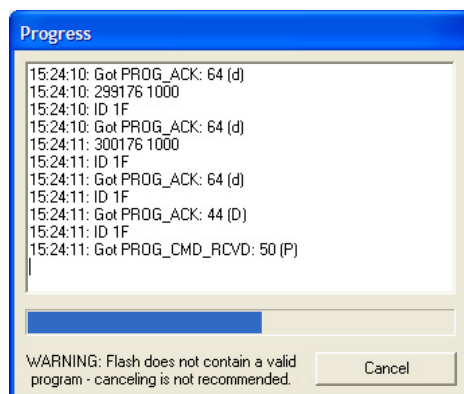 Progress
15:24:10: Got PROG_ACK: 64 (d)
15:24:10: 299176 1000
15:24:10: ID 1F
15:24:10: Got PROG_ACK: 64 (d)
15:24:11: 300176 1000
15:24:11: ID 1F
15:24:11: Got PROG_ACK: 64 (d)
15:24:11: ID 1F
15:24:11: Got PROG_ACK: 44 (D)
15:24:11: ID 1F
15:24:11: Got PROG_CMD_RCVD: 50 (P)
WARNING: Flash does not contain a valid
program - canceling is not recommended.
Cancel